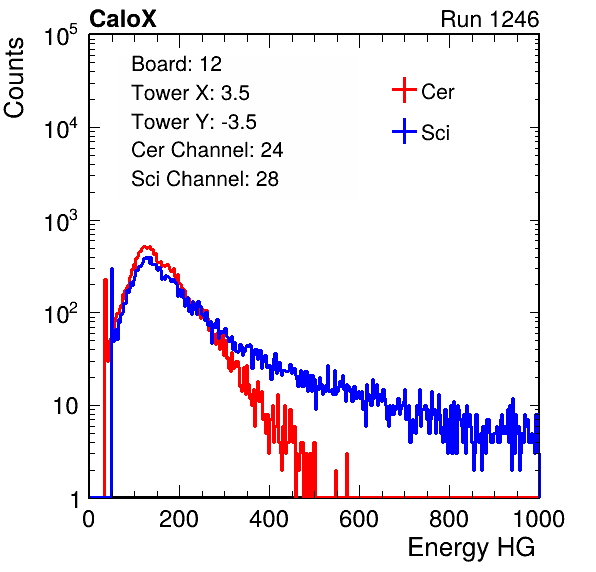 CaloX Run 1246
Counts
10^5
10^4
10^3
10^2
10
1
Board: 12
Tower X: 3.5
Tower Y: -3.5
Cer Channel: 24
Sci Channel: 28
Cer
Sci
0 200 400 600 800 1000
Energy HG